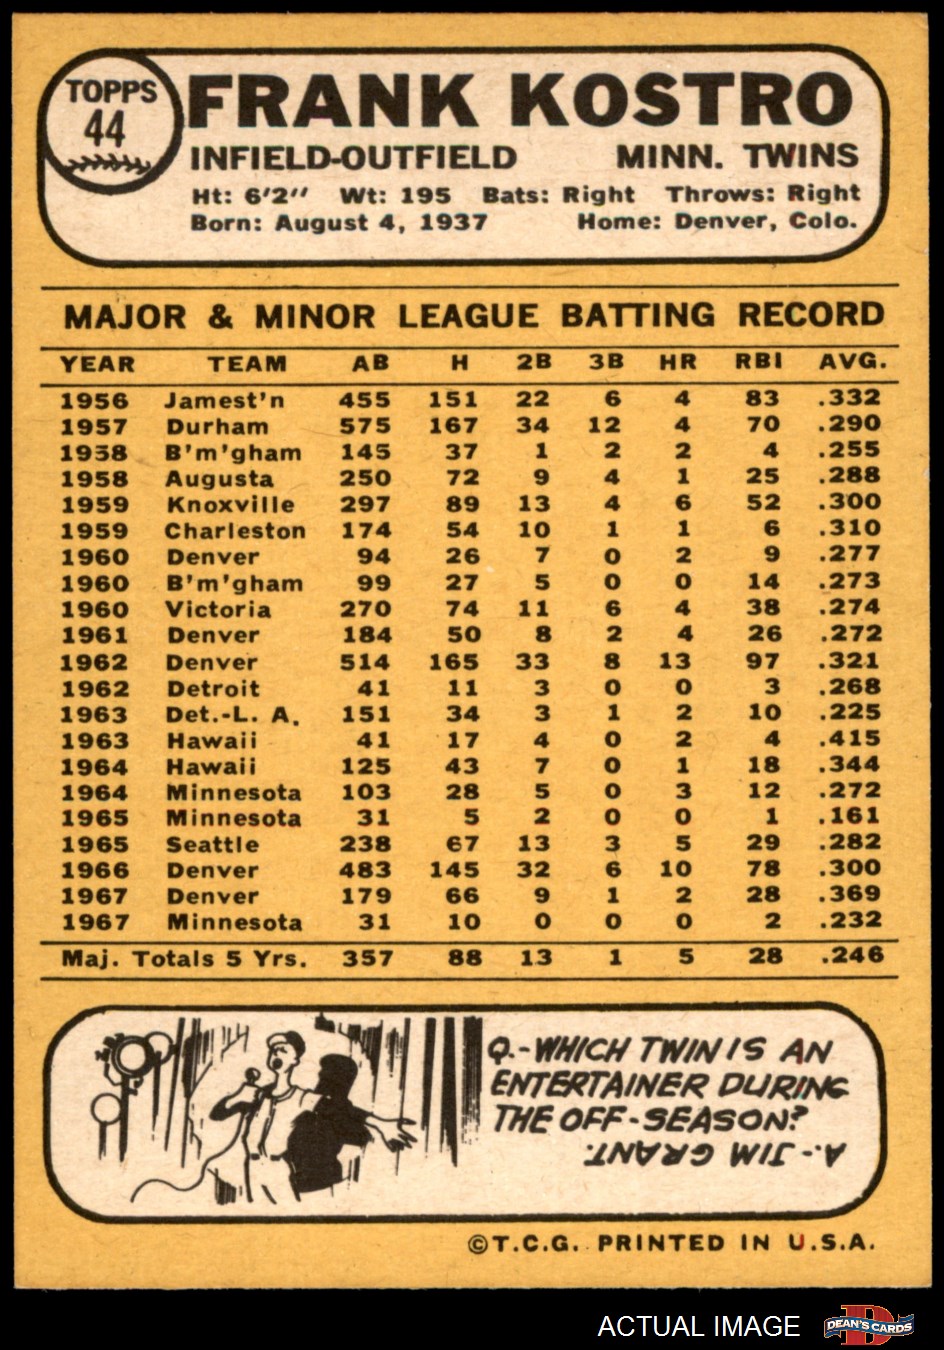 TOPPS
44
FRANK KOSTRO
INFIELD-OUTFIELD MINN. TWINS
Ht: 6'2" Wt: 195 Bats: Right Throws: Right
Born: August 4, 1937 Home: Denver, Colo.
MAJOR & MINOR LEAGUE BATTING RECORD
YEAR TEAM AB H 2B 3B HR RBI AVG.
1956 Jamest'n 455 151 22 6 4 83 .332
1957 Durham 575 167 34 12 4 70 .290
1958 B'm'gham 145 37 1 2 2 4 .255
1958 Augusta 250 72 9 4 1 25 .288
1959 Knoxville 297 89 13 4 6 52 .300
1959 Charleston 174 54 10 1 1 6 .310
1960 Denver 94 26 7 0 2 9 .277
1960 B'm'gham 99 27 5 0 0 14 .273
1960 Victoria 270 74 11 6 4 38 .274
1961 Denver 184 50 8 2 4 26 .272
1962 Denver 514 165 33 8 13 97 .321
1962 Detroit 41 11 3 0 0 3 .268
1963 Det.-L. A. 151 34 3 1 2 10 .225
1963 Hawaii 41 17 4 0 2 4 .415
1964 Hawaii 125 43 7 0 1 18 .344
1964 Minnesota 103 28 5 0 3 12 .272
1965 Minnesota 31 5 2 0 0 1 .161
1965 Seattle 238 67 13 3 5 29 .282
1966 Denver 483 145 32 6 10 78 .300
1967 Denver 179 66 9 1 2 28 .369
1967 Minnesota 31 10 0 0 0 2 .232
Maj. Totals 5 Yrs. 357 88 13 1 5 28 .246
Q.-WHICH TWIN IS AN
ENTERTAINER DURING
THE OFF-SEASON?
A.-JIM GRANT.
©T.C.G. PRINTED IN U.S.A.
ACTUAL IMAGE
DEAN'S CARDS